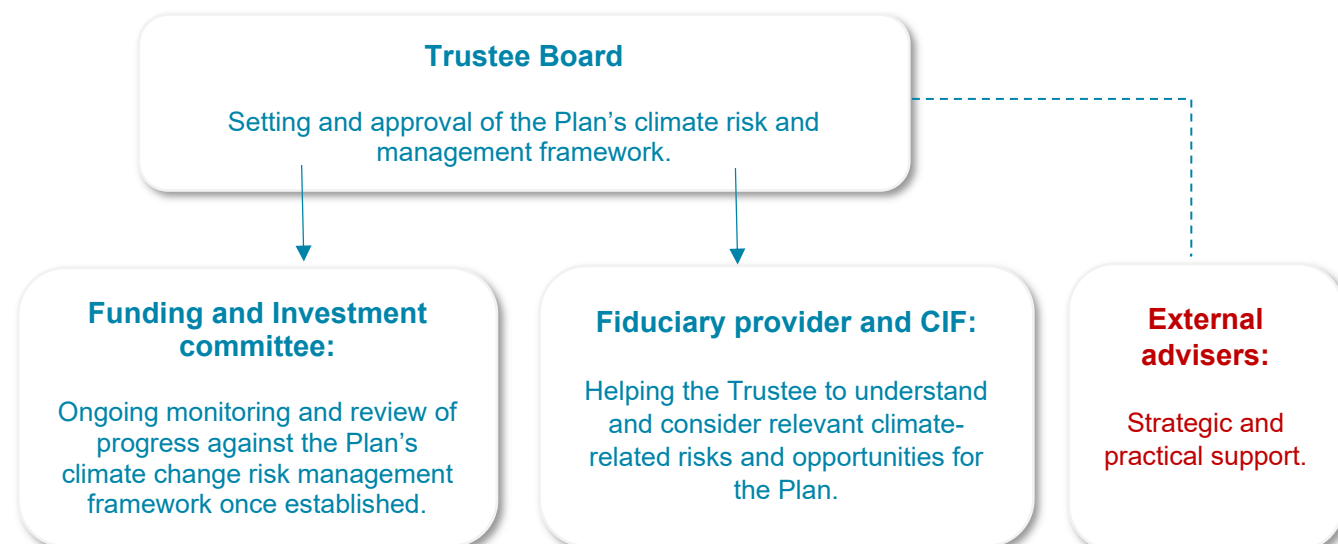 Trustee Board
Setting and approval of the Plan’s climate risk and
management framework.
Funding and Investment
committee:
Ongoing monitoring and review of
progress against the Plan’s
climate change risk management
framework once established.
Fiduciary provider and CIF:
Helping the Trustee to understand
and consider relevant climate-
related risks and opportunities for
the Plan.
External
advisers:
Strategic and
practical support.